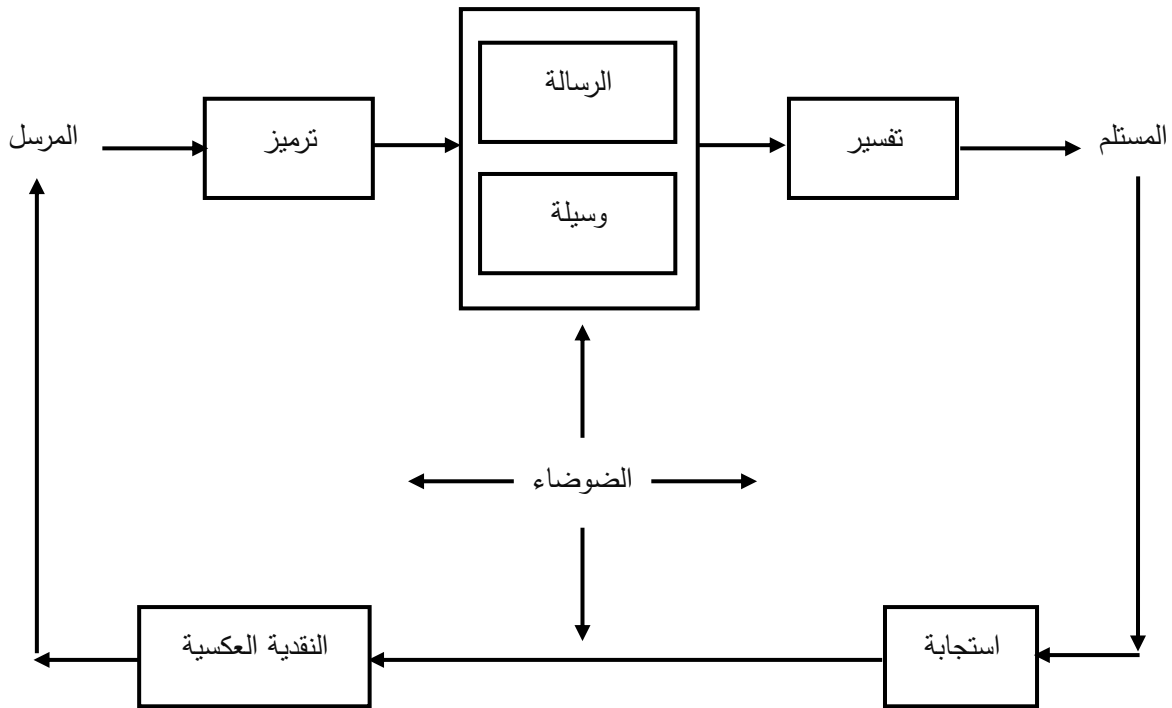 الرسالة
المرسل
ترميز
تفسير
المستلم
وسيلة
الضوضاء
النقدية العكسية
استجابة